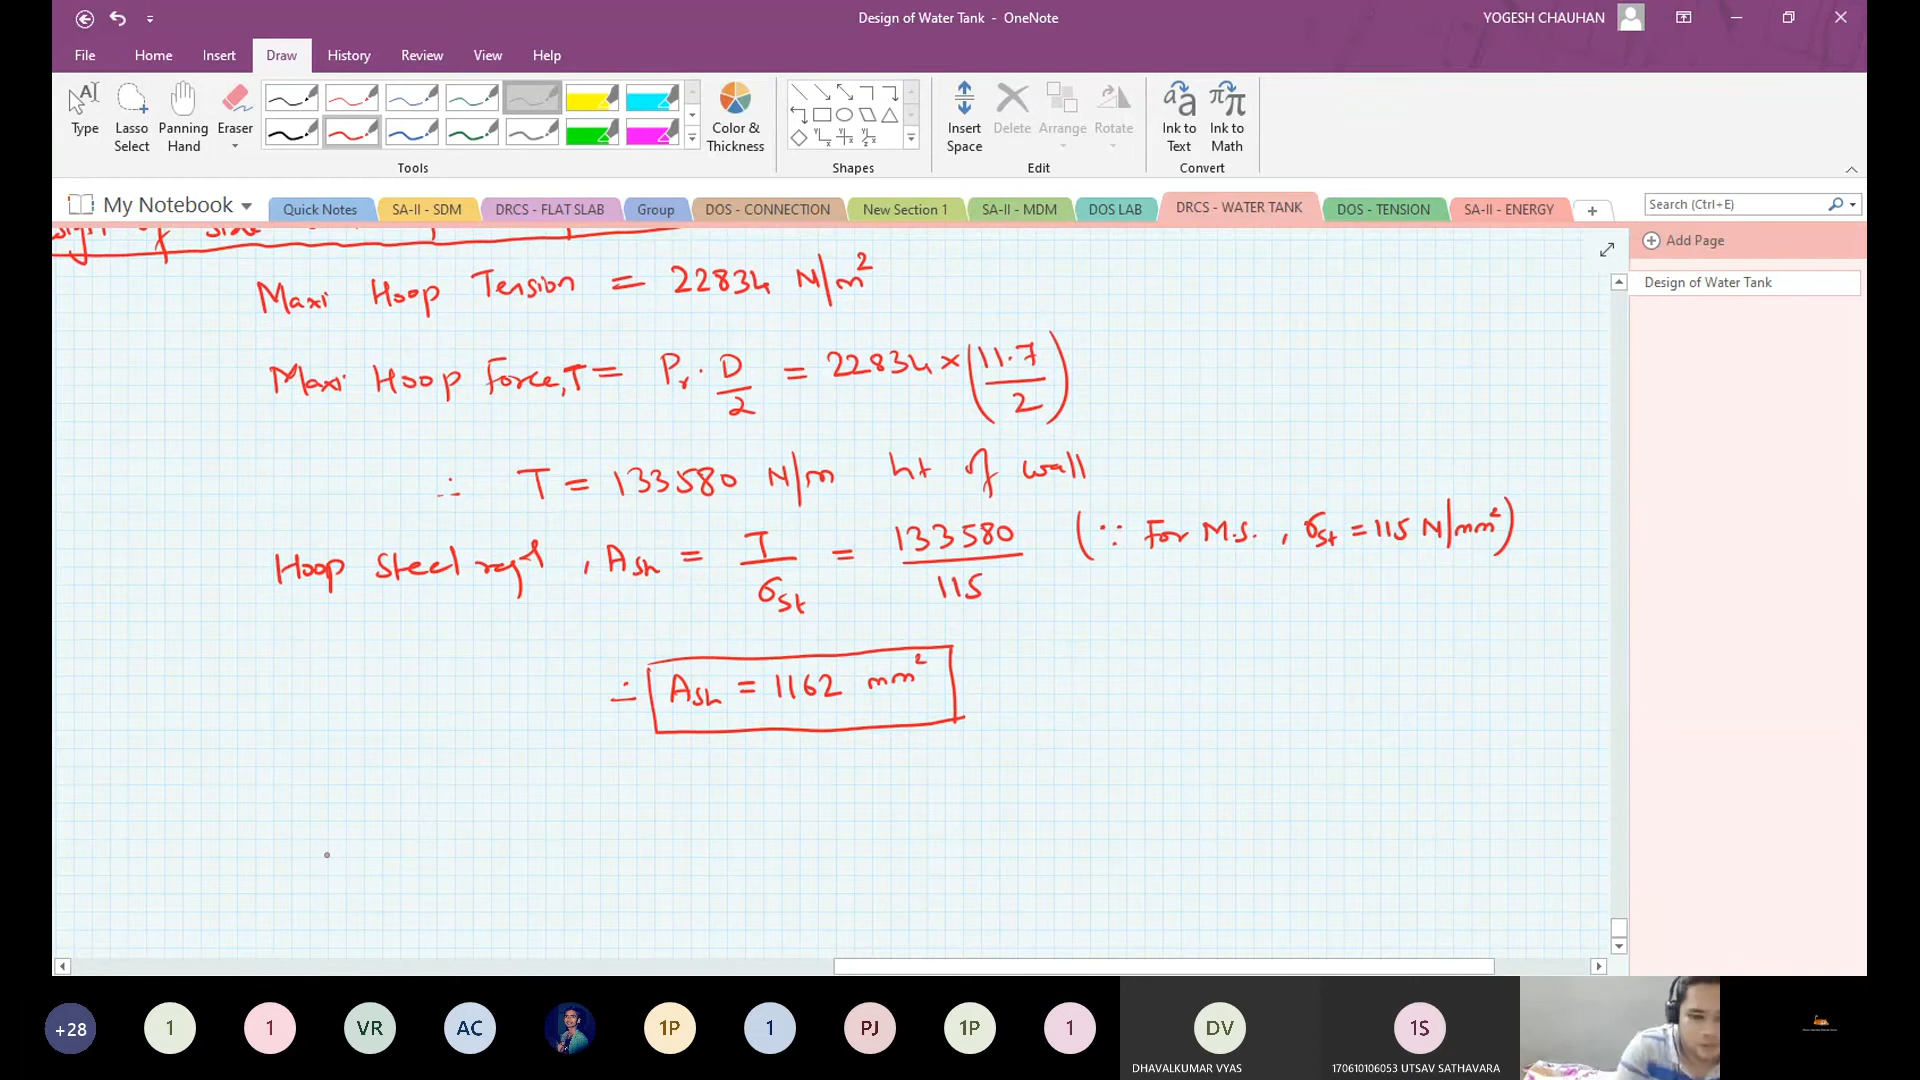 Design of Water Tank - OneNote
YOGESH CHAUHAN
File Home Insert Draw History Review View Help
Type
Lasso Select
Panning Hand
Eraser
Color & Thickness
Insert Space
Delete
Arrange
Rotate
Ink to Text
Ink to Math
Tools Shapes Edit Convert
My Notebook
Quick Notes SA-II - SDM DRCS - FLAT SLAB Group DOS - CONNECTION New Section 1 SA-II - MDM DOS LAB DRCS - WATER TANK DOS - TENSION SA-II - ENERGY
Search (Ctrl+E)
Add Page
Design of Water Tank
Maxi Hoop Tension = 22834 N/m²
Maxi Hoop Force, T = Pr · D/2 = 22834 × (11.7/2)
∴ T = 133580 N/m ht of wall
Hoop Steel reqd, Ash = T/σst = 133580/115 (∵ For M.S., σst = 115 N/mm²)
∴ Ash = 1162 mm²
+28 1 1 VR AC 1P 1 PJ 1P 1 DV 1S
DHAVALKUMAR VYAS
170610106053 UTSAV SATHAVARA